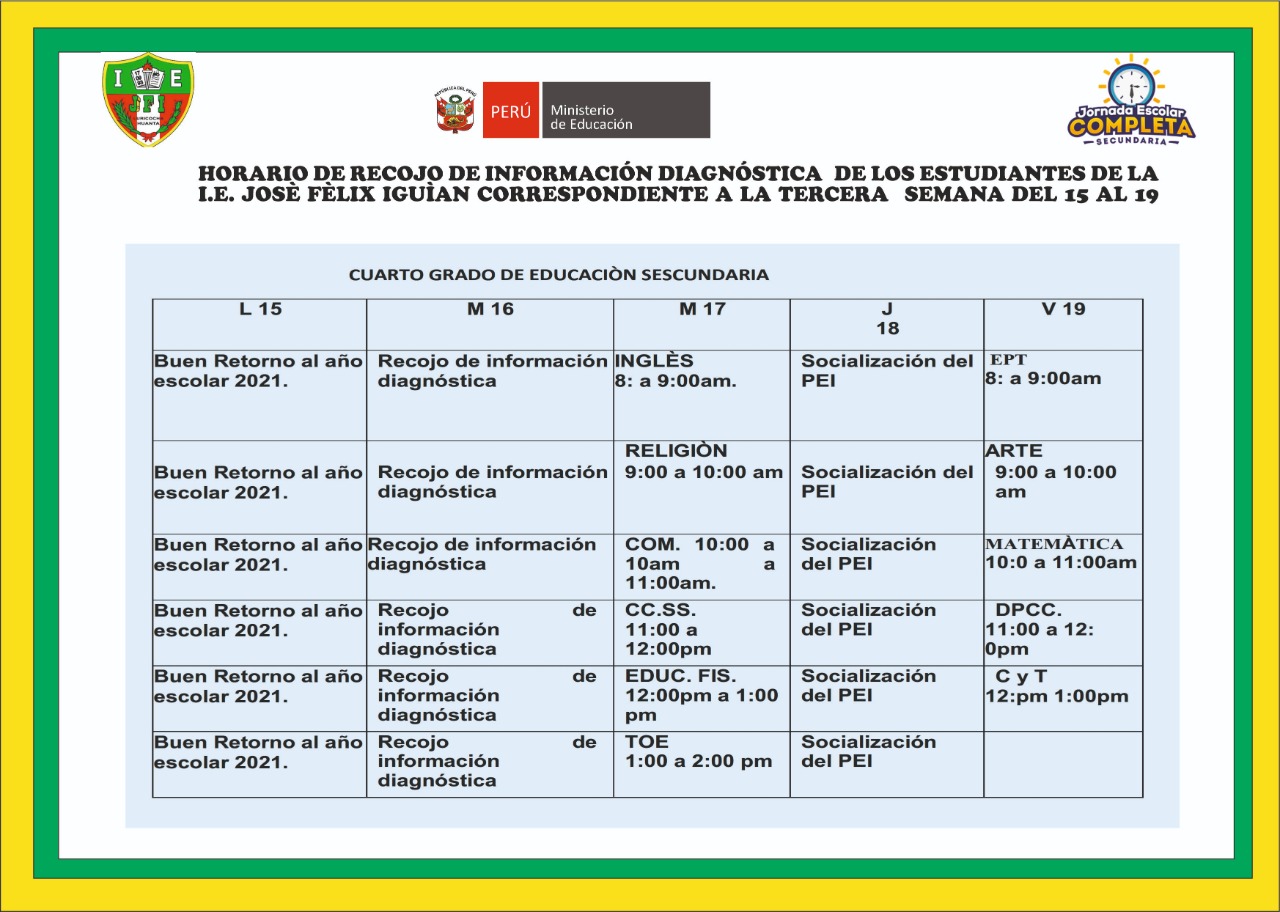 I E
JFI
HUANTA
REPÚBLICA DEL PERÚ
PERÚ
Ministerio
de Educación
Jornada Escolar
COMPLETA
SECUNDARIA
HORARIO DE RECOJO DE INFORMACIÓN DIAGNÓSTICA DE LOS ESTUDIANTES DE LA
I.E. JOSÈ FÈLIX IGUÌAN CORRESPONDIENTE A LA TERCERA SEMANA DEL 15 AL 19
CUARTO GRADO DE EDUCACIÒN SESCUNDARIA
L 15
M 16
M 17
J
18
V 19
Buen Retorno al año
escolar 2021.
Recojo de información
diagnóstica
INGLÈS
8: a 9:00am.
Socialización del
PEI
EPT
8: a 9:00am
Buen Retorno al año
escolar 2021.
Recojo de información
diagnóstica
RELIGIÒN
9:00 a 10:00 am
Socialización del
PEI
ARTE
9:00 a 10:00
am
Buen Retorno al año
escolar 2021.
Recojo de información
diagnóstica
COM. 10:00 a
10am a
11:00am.
Socialización
del PEI
MATEMÀTICA
10:0 a 11:00am
Buen Retorno al año
escolar 2021.
Recojo de
información
diagnóstica
CC.SS.
11:00 a
12:00pm
Socialización
del PEI
DPCC.
11:00 a 12:
0pm
Buen Retorno al año
escolar 2021.
Recojo de
información
diagnóstica
EDUC. FIS.
12:00pm a 1:00
pm
Socialización
del PEI
C y T
12:pm 1:00pm
Buen Retorno al año
escolar 2021.
Recojo de
información
diagnóstica
TOE
1:00 a 2:00 pm
Socialización
del PEI